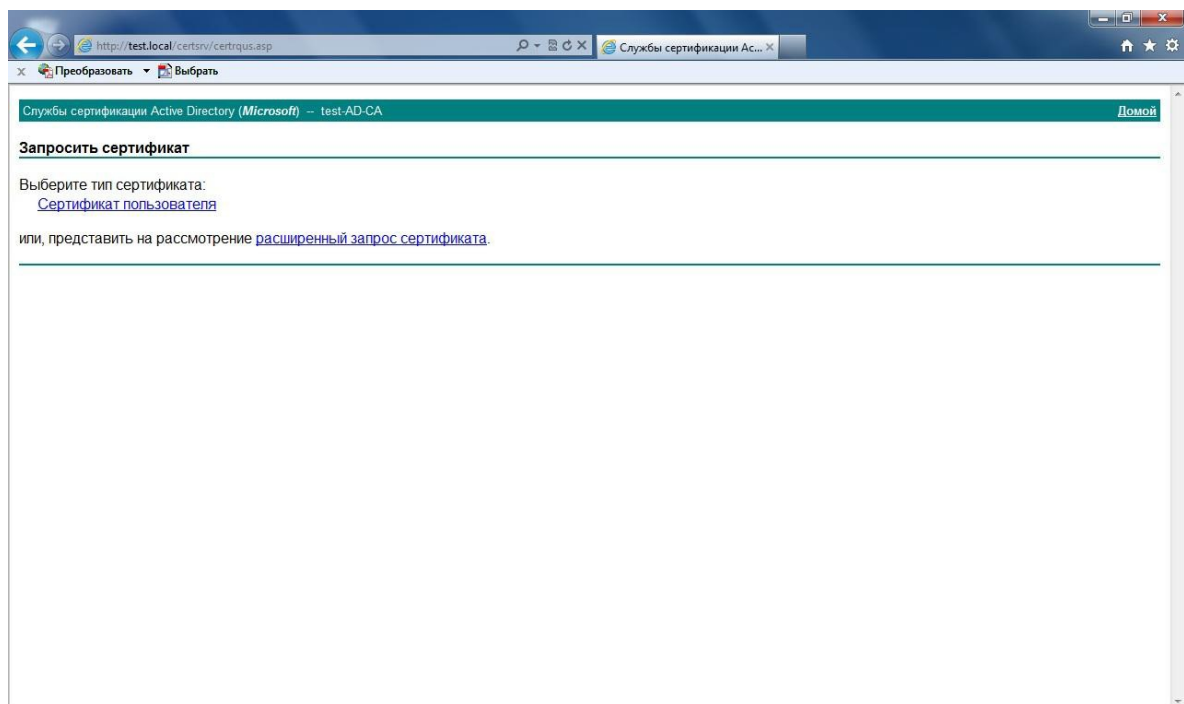 http://test.local/certsrv/certrqus.asp
Службы сертификации Ac...
Преобразовать
Выбрать
Службы сертификации Active Directory (Microsoft) -- test-AD-CA
Домой
Запросить сертификат
Выберите тип сертификата:
Сертификат пользователя
или, представить на рассмотрение расширенный запрос сертификата.